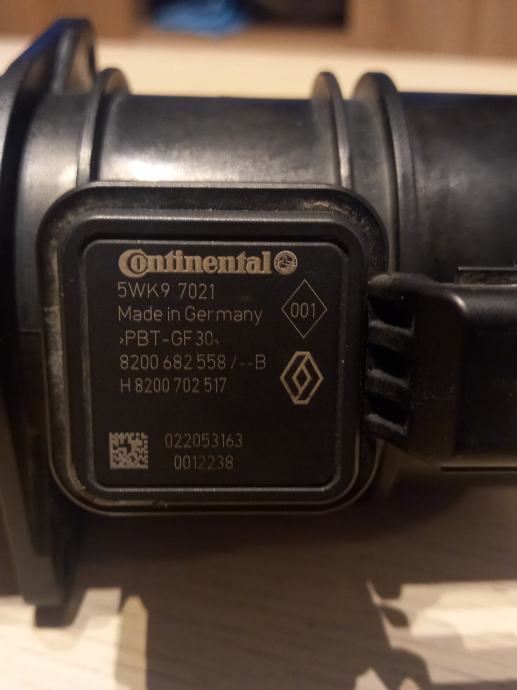 Continental
5WK9 7021
Made in Germany
001
>PBT-GF30<
8200 682 558 /--B
H 8200 702 517
022053163
0012238